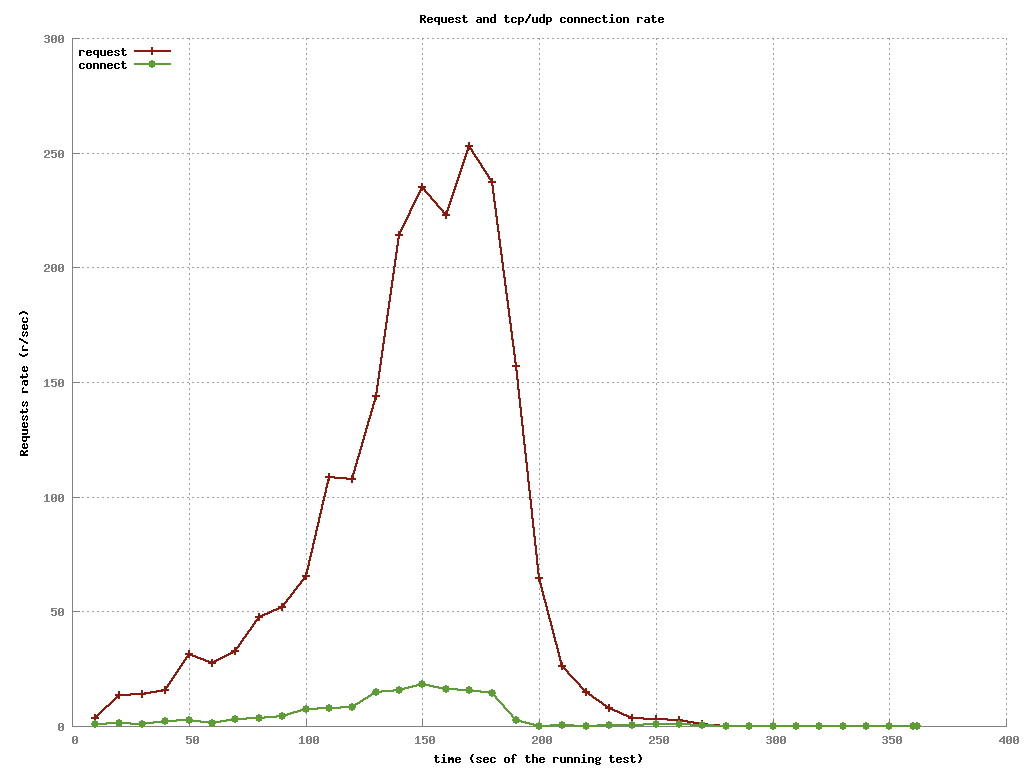 Request and tcp/udp connection rate
300
request
connect
250
200
150
100
50
0
Requests rate (r/sec)
0 50 100 150 200 250 300 350 400
time (sec of the running test)